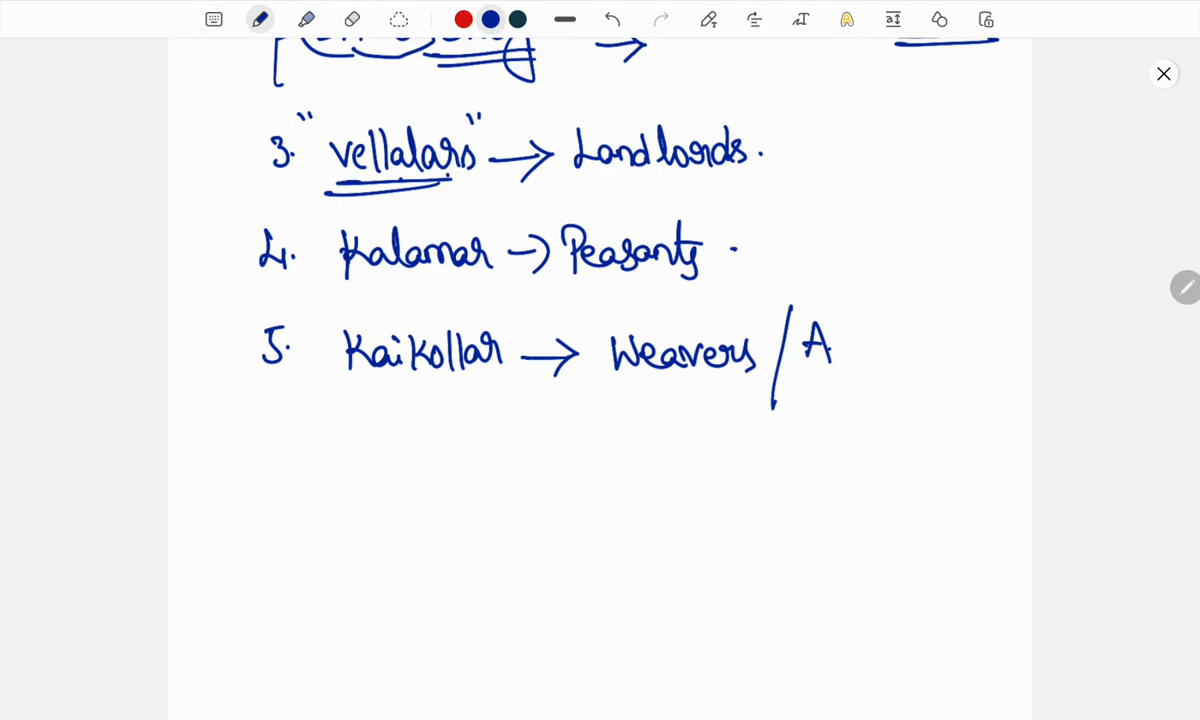 3. "vellalars" → Landlords.
4. Kalamar → Peasants.
5. Kaikollar → Weavers / A